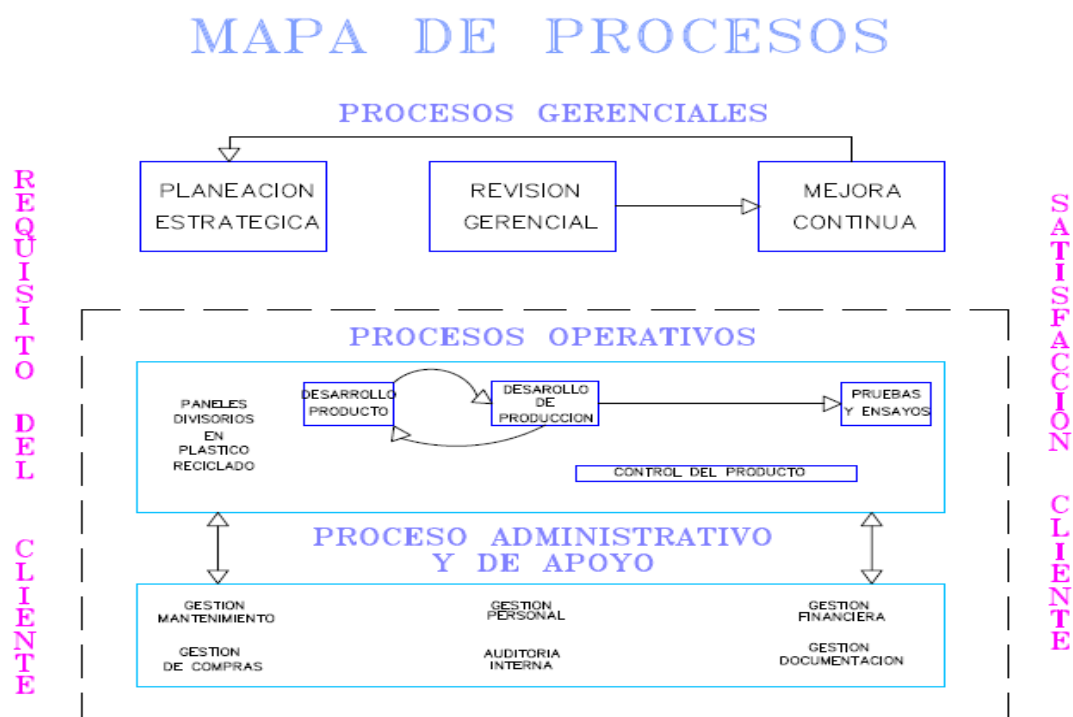 MAPA DE PROCESOS
PROCESOS GERENCIALES
PLANEACION
ESTRATEGICA
REVISION
GERENCIAL
MEJORA
CONTINUA
REQUISITO DEL CLIENTE
SATISFACCION CLIENTE
PROCESOS OPERATIVOS
PANELES
DIVISORIOS
EN
PLASTICO
RECICLADO
DESARROLLO
PRODUCTO
DESAROLLO
DE
PRODUCCION
PRUEBAS
Y ENSAYOS
CONTROL DEL PRODUCTO
PROCESO ADMINISTRATIVO
Y DE APOYO
GESTION
MANTENIMIENTO
GESTION
PERSONAL
GESTION
FINANCIERA
GESTION
DE COMPRAS
AUDITORIA
INTERNA
GESTION
DOCUMENTACION